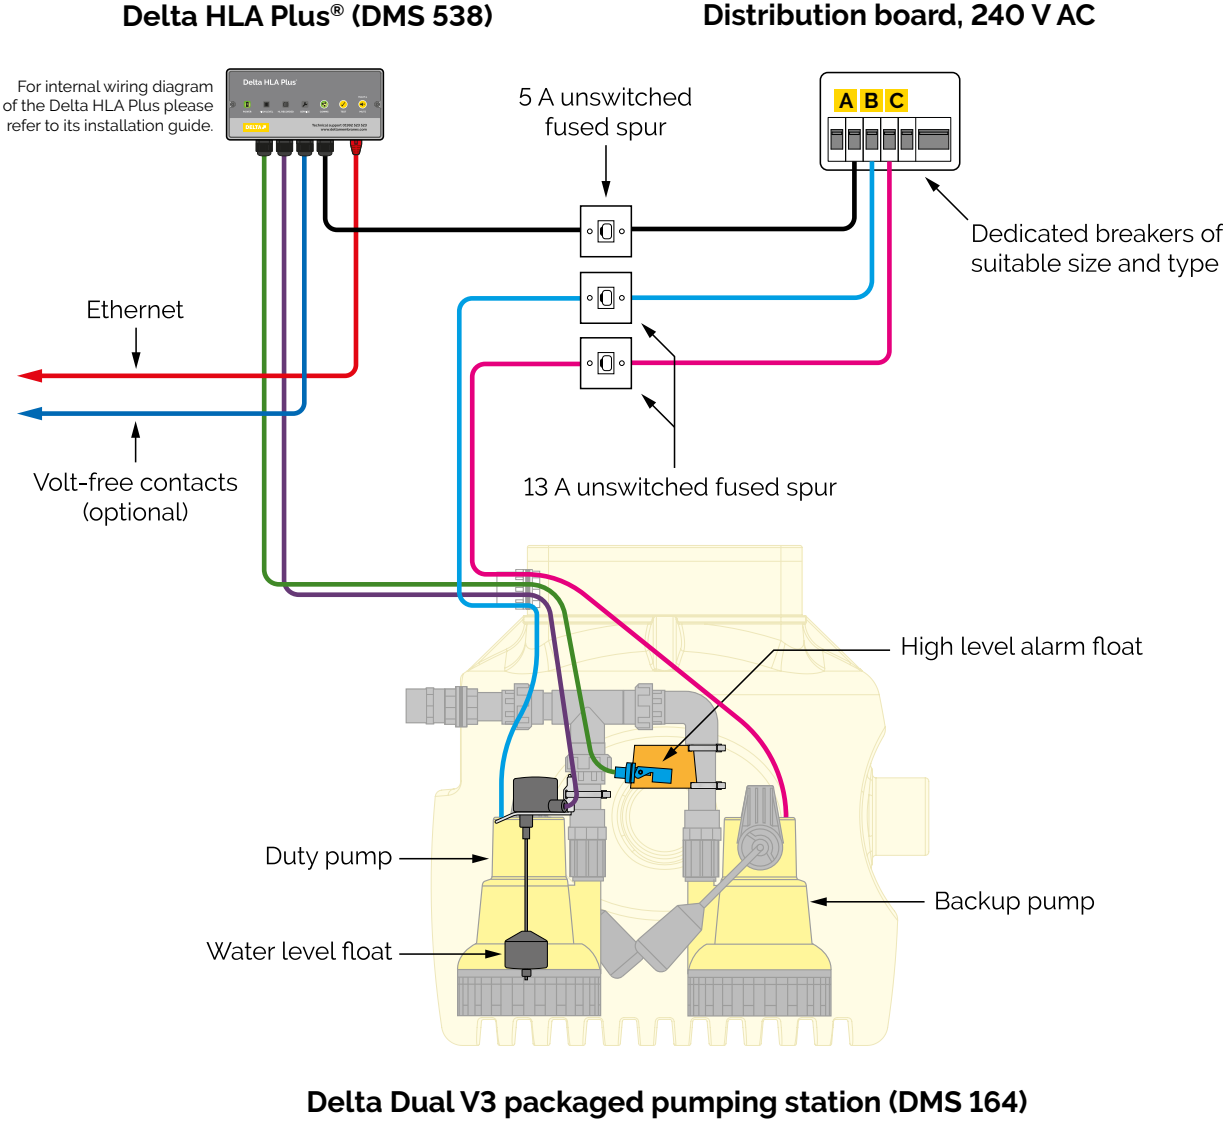 Delta HLA Plus® (DMS 538)
Distribution board, 240 V AC
For internal wiring diagram
of the Delta HLA Plus please
refer to its installation guide.
Delta HLA Plus
DELTA
5 A unswitched
fused spur
A B C
Dedicated breakers of
suitable size and type
Ethernet
Volt-free contacts
(optional)
13 A unswitched fused spur
High level alarm float
Duty pump
Backup pump
Water level float
Delta Dual V3 packaged pumping station (DMS 164)